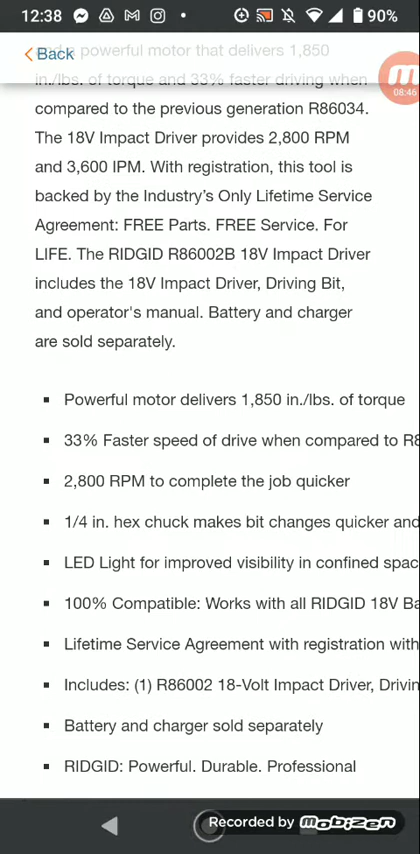 12:38 90%
and a powerful motor that delivers 1,850
Back
in./lbs. of torque and 33% faster driving when
08:46
compared to the previous generation R86034.
The 18V Impact Driver provides 2,800 RPM
and 3,600 IPM. With registration, this tool is
backed by the Industry’s Only Lifetime Service
Agreement: FREE Parts. FREE Service. For
LIFE. The RIDGID R86002B 18V Impact Driver
includes the 18V Impact Driver, Driving Bit,
and operator's manual. Battery and charger
are sold separately.
Powerful motor delivers 1,850 in./lbs. of torque
33% Faster speed of drive when compared to R8
2,800 RPM to complete the job quicker
1/4 in. hex chuck makes bit changes quicker and
LED Light for improved visibility in confined spac
100% Compatible: Works with all RIDGID 18V Ba
Lifetime Service Agreement with registration with
Includes: (1) R86002 18-Volt Impact Driver, Drivin
Battery and charger sold separately
RIDGID: Powerful. Durable. Professional
Recorded by mobizen